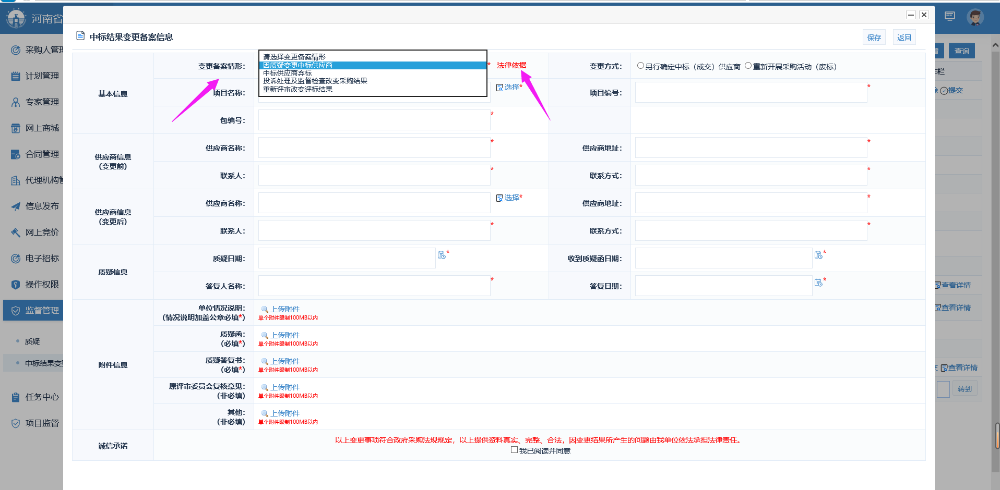 河南省
中标结果变更备案信息
保存
返回
采购人管理
计划管理
专家管理
网上商城
合同管理
代理机构管
信息发布
网上竞价
电子招标
操作权限
监督管理
质疑
中标结果变更
任务中心
项目监督
基本信息
变更备案情形：
请选择变更备案情形
因质疑变更中标供应商
中标供应商弃标
投诉处理及监督检查改变采购结果
重新评审改变评标结果
* 法律依据
变更方式：
另行确定中标（成交）供应商 重新开展采购活动（废标）
项目名称：
选择*
项目编号：
*
包编号：
*
供应商信息
(变更前)
供应商名称：
*
供应商地址：
*
联系人：
*
联系方式：
*
供应商信息
(变更后)
供应商名称：
选择*
供应商地址：
*
联系人：
*
联系方式：
*
质疑信息
质疑日期：
*
收到质疑函日期：
*
答复人名称：
*
答复日期：
*
附件信息
单位情况说明：
(情况说明加盖公章必填*)
上传附件
单个附件限制100MB以内
质疑函：
(必填*)
上传附件
单个附件限制100MB以内
质疑答复书：
(必填*)
上传附件
单个附件限制100MB以内
原评审委员会复核意见：
(非必填)
上传附件
单个附件限制100MB以内
其他：
(非必填)
上传附件
单个附件限制100MB以内
诚信承诺
以上变更事项符合政府采购法规规定，以上提供资料真实、完整、合法，因变更结果所产生的问题由我单位依法承担法律责任。
我已阅读并同意
查询
栏
提交
查看详情
查看详情
查看详情
转到